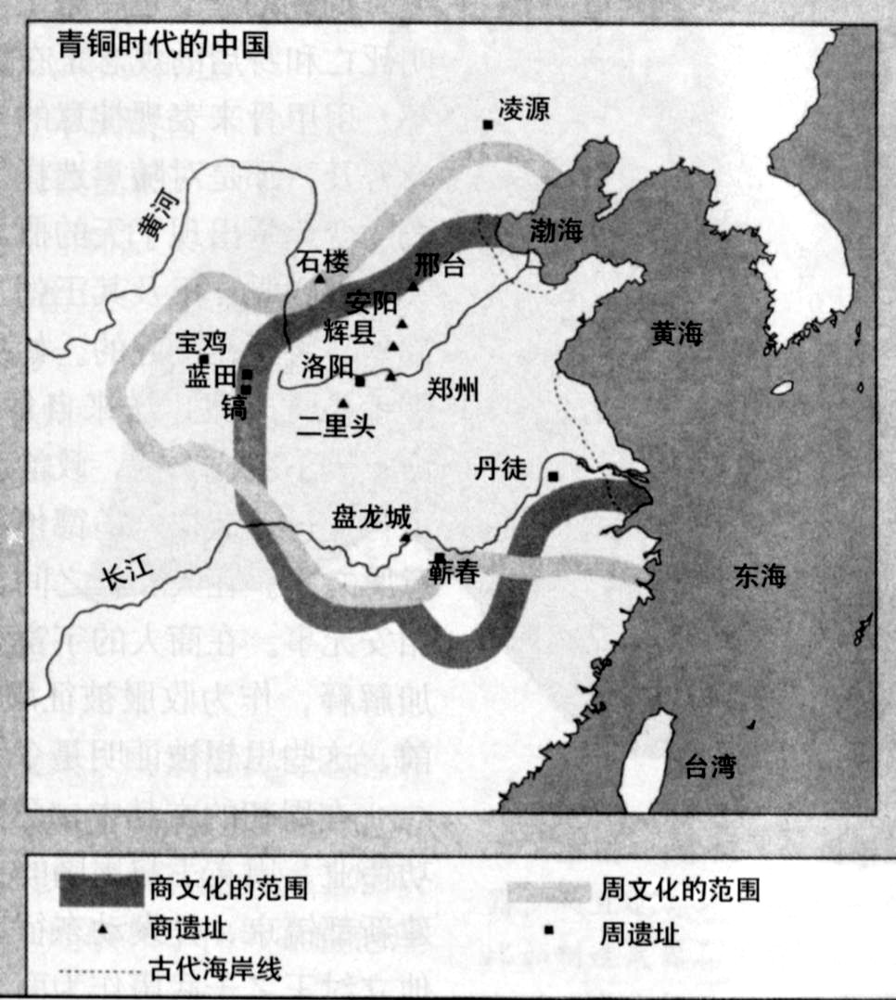 青铜时代的中国
凌源
黄河
渤海
石楼
邢台
安阳
黄海
辉县
宝鸡
洛阳
蓝田
郑州
镐
二里头
丹徒
盘龙城
长江
蕲春
东海
台湾
商文化的范围
周文化的范围
商遗址
周遗址
古代海岸线